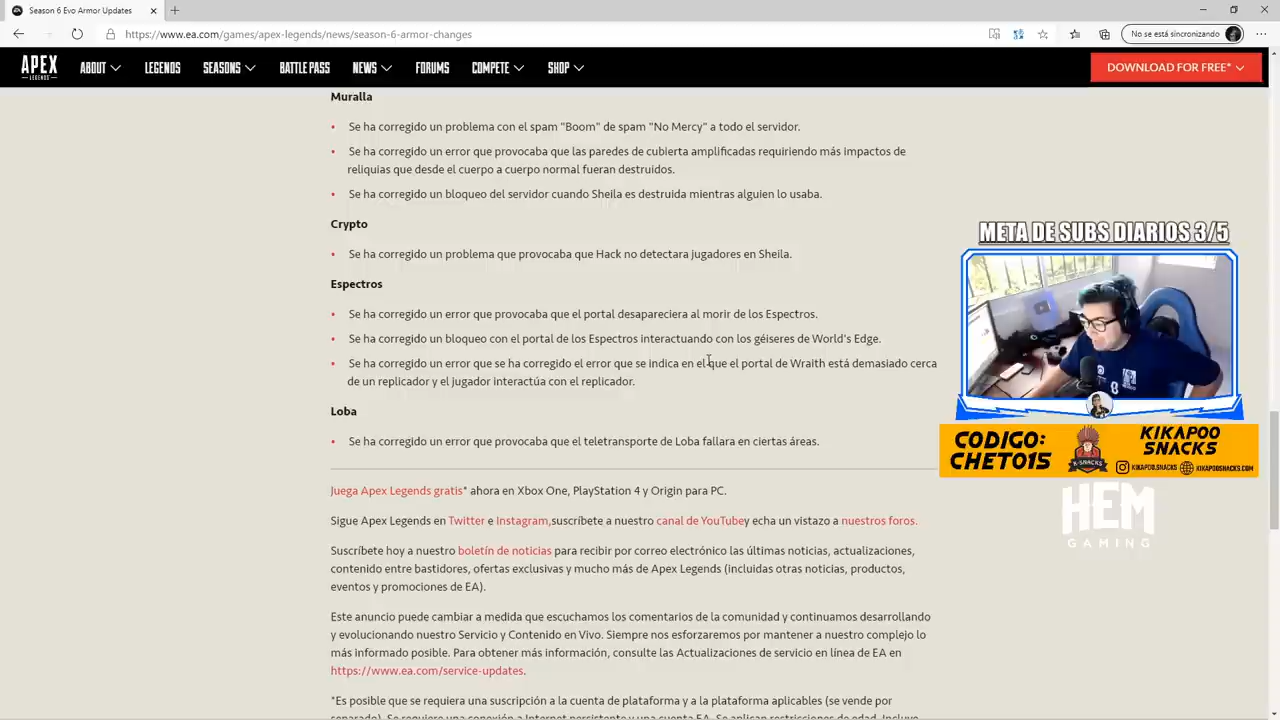 Season 6 Evo Armor Updates
https://www.ea.com/games/apex-legends/news/season-6-armor-changes
No se está sincronizando
APEX
LEGENDS
ABOUT
LEGENDS
SEASONS
BATTLE PASS
NEWS
FORUMS
COMPETE
SHOP
DOWNLOAD FOR FREE*
Muralla
• Se ha corregido un problema con el spam "Boom" de spam "No Mercy" a todo el servidor.
• Se ha corregido un error que provocaba que las paredes de cubierta amplificadas requiriendo más impactos de
reliquias que desde el cuerpo a cuerpo normal fueran destruidos.
• Se ha corregido un bloqueo del servidor cuando Sheila es destruida mientras alguien lo usaba.
Crypto
• Se ha corregido un problema que provocaba que Hack no detectara jugadores en Sheila.
Espectros
• Se ha corregido un error que provocaba que el portal desapareciera al morir de los Espectros.
• Se ha corregido un bloqueo con el portal de los Espectros interactuando con los géiseres de World's Edge.
• Se ha corregido un error que se ha corregido el error que se indica en el que el portal de Wraith está demasiado cerca
de un replicador y el jugador interactúa con el replicador.
Loba
• Se ha corregido un error que provocaba que el teletransporte de Loba fallara en ciertas áreas.
Juega Apex Legends gratis* ahora en Xbox One, PlayStation 4 y Origin para PC.
Sigue Apex Legends en Twitter e Instagram,suscríbete a nuestro canal de YouTubey echa un vistazo a nuestros foros.
Suscríbete hoy a nuestro boletín de noticias para recibir por correo electrónico las últimas noticias, actualizaciones,
contenido entre bastidores, ofertas exclusivas y mucho más de Apex Legends (incluidas otras noticias, productos,
eventos y promociones de EA).
Este anuncio puede cambiar a medida que escuchamos los comentarios de la comunidad y continuamos desarrollando
y evolucionando nuestro Servicio y Contenido en Vivo. Siempre nos esforzaremos por mantener a nuestro complejo lo
más informado posible. Para obtener más información, consulte las Actualizaciones de servicio en línea de EA en
https://www.ea.com/service-updates.
*Es posible que se requiera una suscripción a la cuenta de plataforma y a la plataforma aplicables (se vende por
separado). Se requiere una conexión a Internet persistente y una cuenta EA. Se aplican restricciones de edad. Incluye
META DE SUBS DIARIOS 3/5
CODIGO:
CHETO15
K-SNACKS
KIKAPOO
SNACKS
KIKAPOO.SNACKS
KIKAPOOSNACKS.COM
HEM
GAMING